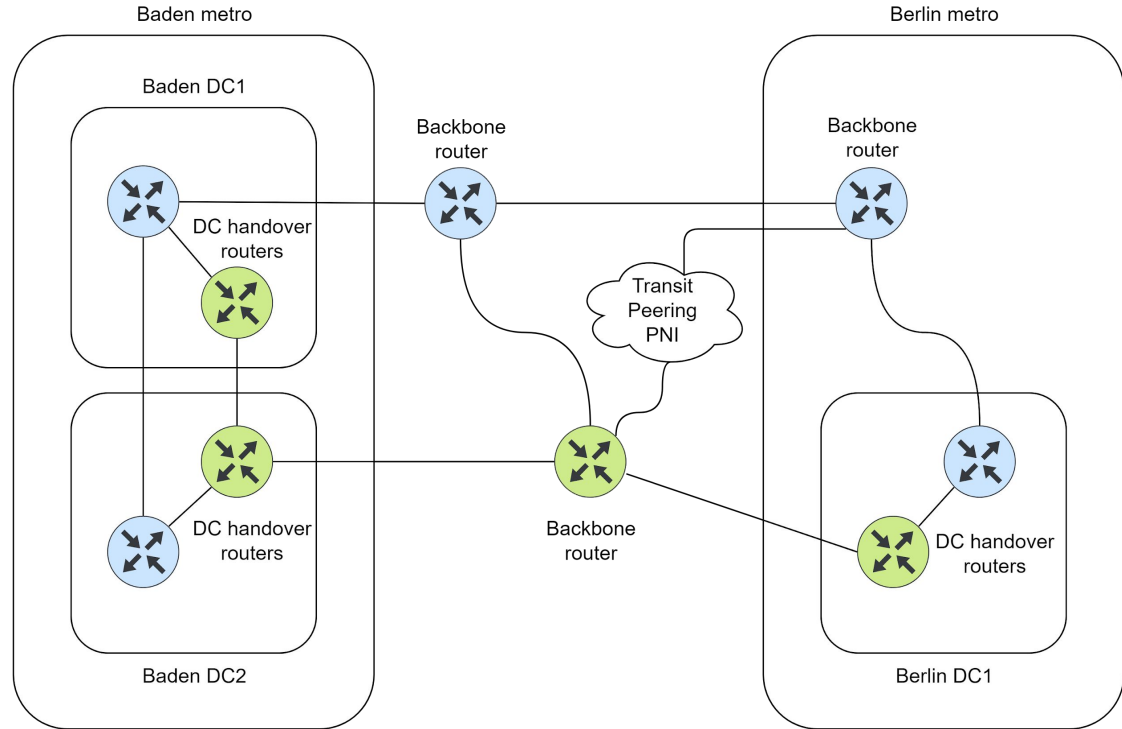 Baden metro
Berlin metro
Baden DC1
Backbone
router
Backbone
router
DC handover
routers
Transit
Peering
PNI
DC handover
routers
Backbone
router
DC handover
routers
Baden DC2
Berlin DC1